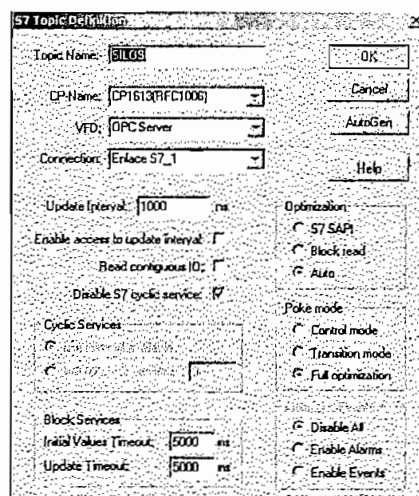 S7 Topic Definition
Topic Name: SILOS
OK
CP-Name: CP1613(RFC1006)
Cancel
VFD: OPC Server
AutoGen
Connection: Enlace S7_1
Help
Update Interval: 1000 ms
Optimization
Enable access to update interval:
S7 SAPI
Read contiguous IO:
Block read
Disable S7 cyclic service:
Auto
Cyclic Services
Poke mode
Control mode
Transition mode
Full optimization
Block Services
Initial Values Timeout: 5000 ms
Disable All
Update Timeout: 5000 ms
Enable Alarms
Enable Events